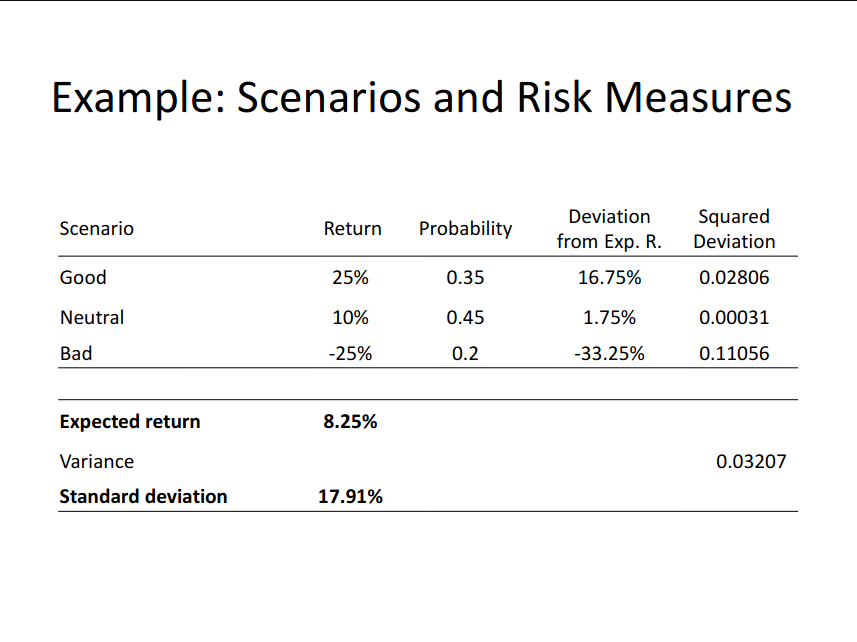 Example: Scenarios and Risk Measures
Scenario Return Probability Deviation from Exp. R. Squared Deviation
Good 25% 0.35 16.75% 0.02806
Neutral 10% 0.45 1.75% 0.00031
Bad -25% 0.2 -33.25% 0.11056
Expected return 8.25%
Variance 0.03207
Standard deviation 17.91%